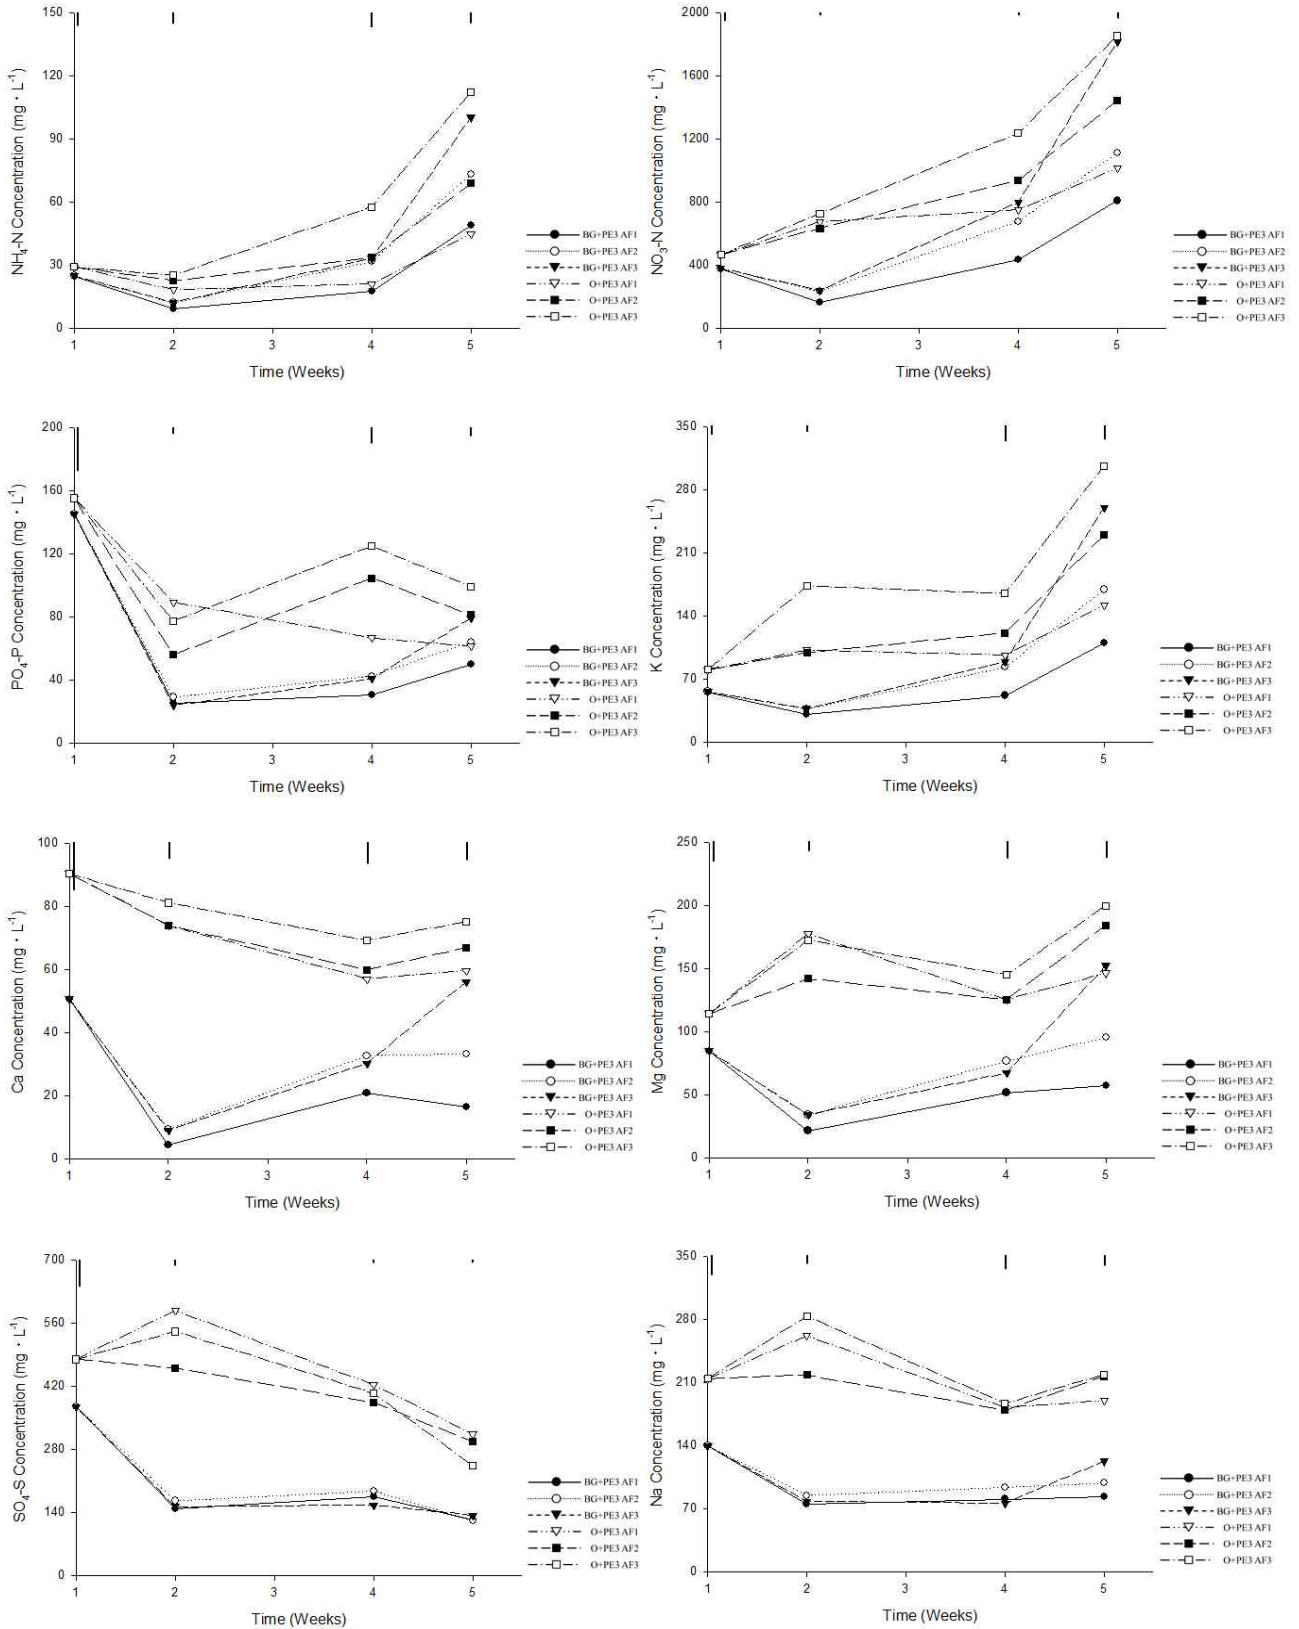 NH4-N Concentration (mg · L-1)
150
120
90
60
30
0
1
2
3
4
5
Time (Weeks)
BG+PE3 AF1
BG+PE3 AF2
BG+PE3 AF3
O+PE3 AF1
O+PE3 AF2
O+PE3 AF3
NO3-N Concentration (mg · L-1)
2000
1600
1200
800
400
0
1
2
3
4
5
Time (Weeks)
BG+PE3 AF1
BG+PE3 AF2
BG+PE3 AF3
O+PE3 AF1
O+PE3 AF2
O+PE3 AF3
PO4-P Concentration (mg · L-1)
200
160
120
80
40
0
1
2
3
4
5
Time (Weeks)
BG+PE3 AF1
BG+PE3 AF2
BG+PE3 AF3
O+PE3 AF1
O+PE3 AF2
O+PE3 AF3
K Concentration (mg · L-1)
350
280
210
140
70
0
1
2
3
4
5
Time (Weeks)
BG+PE3 AF1
BG+PE3 AF2
BG+PE3 AF3
O+PE3 AF1
O+PE3 AF2
O+PE3 AF3
Ca Concentration (mg · L-1)
100
80
60
40
20
0
1
2
3
4
5
Time (Weeks)
BG+PE3 AF1
BG+PE3 AF2
BG+PE3 AF3
O+PE3 AF1
O+PE3 AF2
O+PE3 AF3
Mg Concentration (mg · L-1)
250
200
150
100
50
0
1
2
3
4
5
Time (Weeks)
BG+PE3 AF1
BG+PE3 AF2
BG+PE3 AF3
O+PE3 AF1
O+PE3 AF2
O+PE3 AF3
SO4-S Concentration (mg · L-1)
700
560
420
280
140
0
1
2
3
4
5
Time (Weeks)
BG+PE3 AF1
BG+PE3 AF2
BG+PE3 AF3
O+PE3 AF1
O+PE3 AF2
O+PE3 AF3
Na Concentration (mg · L-1)
350
280
210
140
70
0
1
2
3
4
5
Time (Weeks)
BG+PE3 AF1
BG+PE3 AF2
BG+PE3 AF3
O+PE3 AF1
O+PE3 AF2
O+PE3 AF3